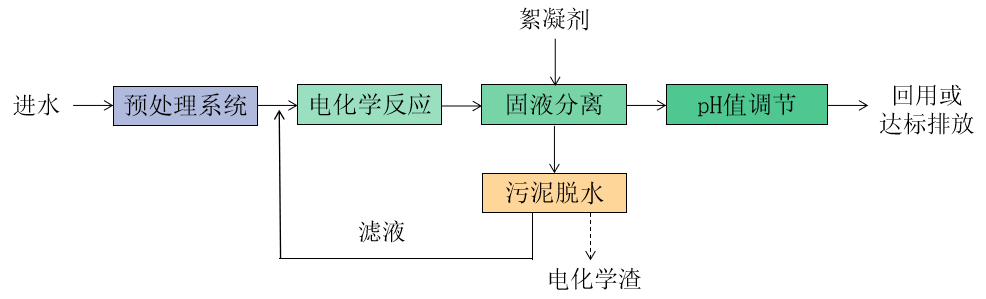 絮凝剂
进水
预处理系统
电化学反应
固液分离
pH值调节
回用或
达标排放
污泥脱水
滤液
电化学渣